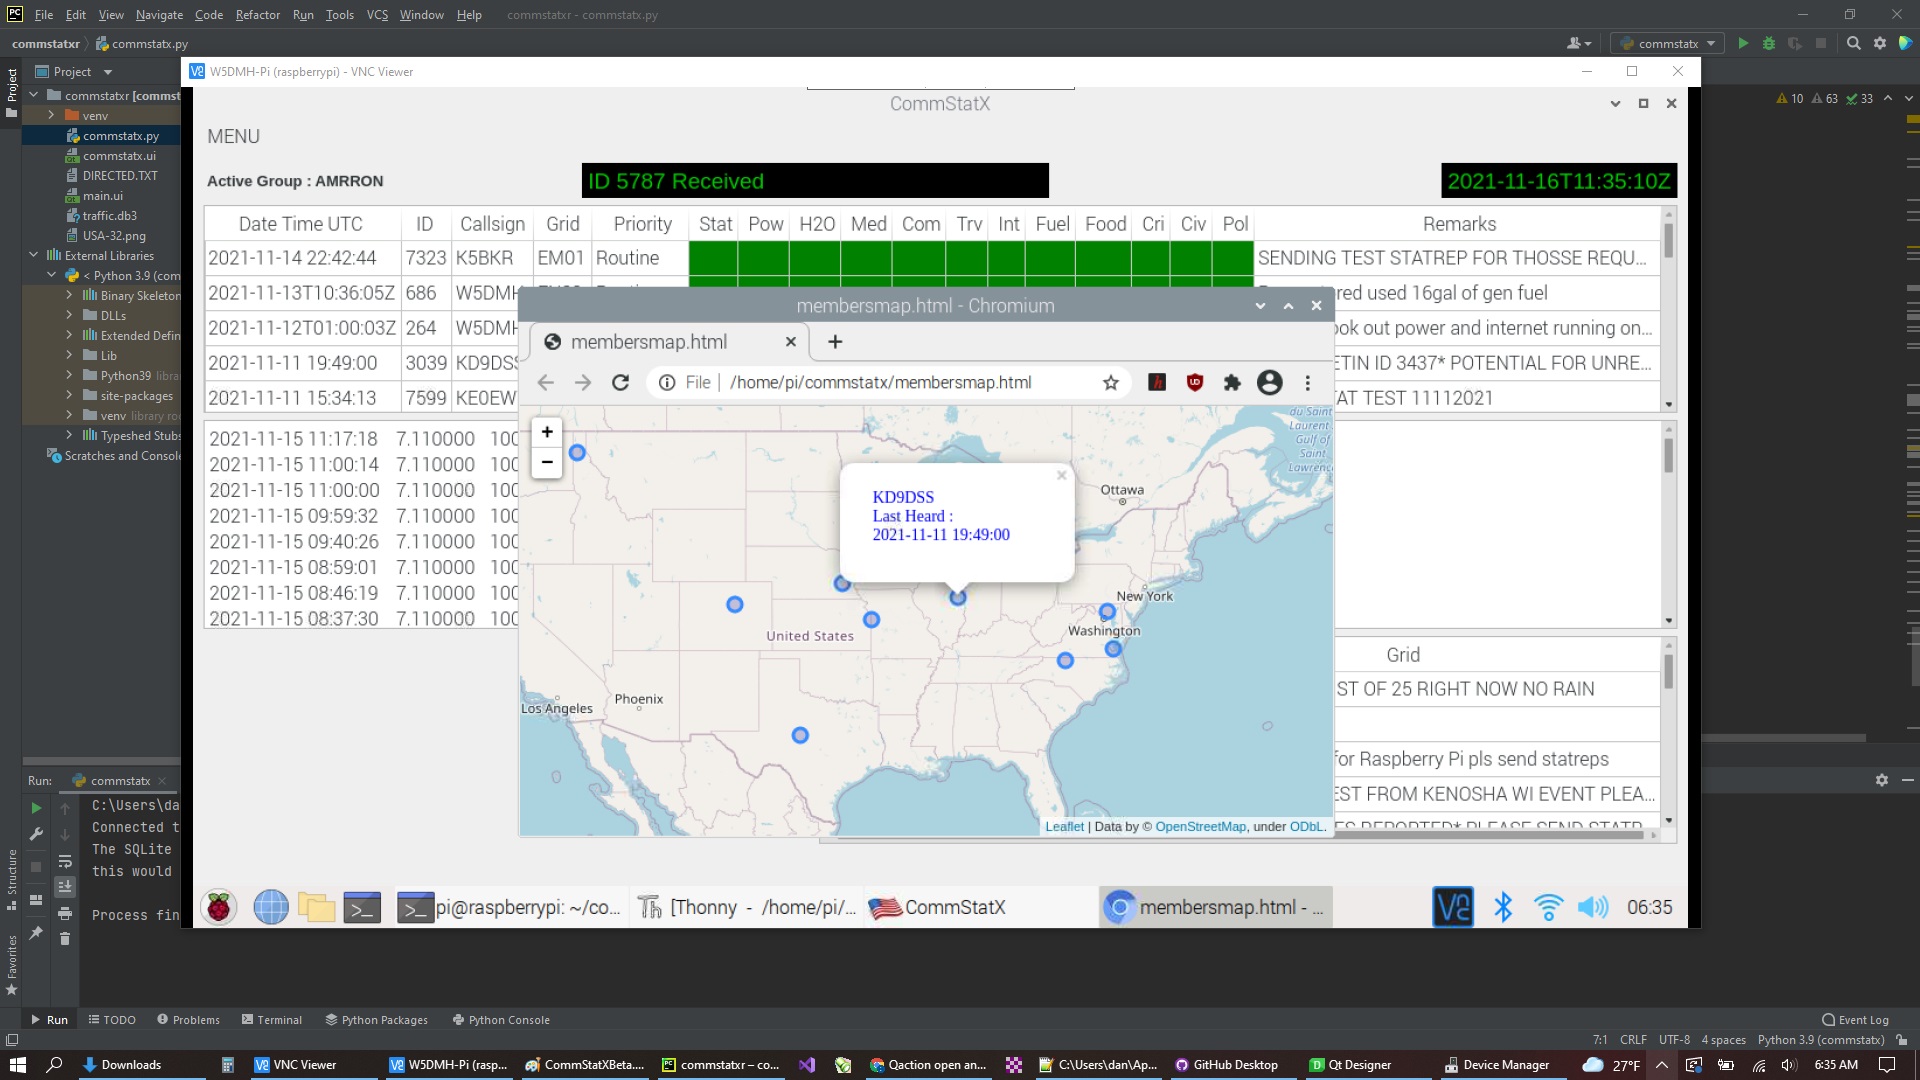 File Edit View Navigate Code Refactor Run Tools VCS Window Help commstatxr - commstatx.py
commstatxr commstatx.py
commstatx
Project
Project
W5DMH-Pi (raspberrypi) - VNC Viewer
10 63 33
commstatxr [commst
venv
commstatx.py
commstatx.ui
DIRECTED.TXT
main.ui
traffic.db3
USA-32.png
External Libraries
< Python 3.9 (com
Binary Skeleton
DLLs
Extended Defin
Lib
Python39 libra
site-packages
venv library ro
Typeshed Stubs
Scratches and Console
CommStatX
MENU
Active Group : AMRRON
ID 5787 Received
2021-11-16T11:35:10Z
Date Time UTC ID Callsign Grid Priority Stat Pow H2O Med Com Trv Int Fuel Food Cri Civ Pol Remarks
2021-11-14 22:42:44 7323 K5BKR EM01 Routine SENDING TEST STATREP FOR THOSSE REQU...
2021-11-13T10:36:05Z 686 W5DMH ered used 16gal of gen fuel
2021-11-12T01:00:03Z 264 W5DMH ook out power and internet running on...
2021-11-11 19:49:00 3039 KD9DSS ETIN ID 3437* POTENTIAL FOR UNRE...
2021-11-11 15:34:13 7599 KE0EW AT TEST 11112021
2021-11-15 11:17:18 7.110000 100
2021-11-15 11:00:14 7.110000 100
2021-11-15 11:00:00 7.110000 100
2021-11-15 09:59:32 7.110000 100
2021-11-15 09:40:26 7.110000 100
2021-11-15 08:59:01 7.110000 100
2021-11-15 08:46:19 7.110000 100
2021-11-15 08:37:30 7.110000 100
membersmap.html - Chromium
membersmap.html
File /home/pi/commstatx/membersmap.html
+
−
KD9DSS
Last Heard :
2021-11-11 19:49:00
du Saint
Laurent
Gulf of
Saint
Lawrence
Ottawa
New York
Washington
United States
Phoenix
Los Angeles
Leaflet | Data by © OpenStreetMap, under ODbL.
Grid
ST OF 25 RIGHT NOW NO RAIN
for Raspberry Pi pls send statreps
EST FROM KENOSHA WI EVENT PLEA...
REPORTED* PLEASE SEND STATR
pi@raspberrypi: ~/co... [Thonny - /home/pi/... CommStatX membersmap.html - ... 06:35
Run: commstatx
C:\Users\da
Connected t
The SQLite
this would
Process fin
Structure
Favorites
Run TODO Problems Terminal Python Packages Python Console Event Log
7:1 CRLF UTF-8 4 spaces Python 3.9 (commstatx)
Downloads VNC Viewer W5DMH-Pi (rasp... CommStatXBeta.... commstatxr – co... Qaction open an... C:\Users\dan\Ap... GitHub Desktop Qt Designer Device Manager 27°F 6:35 AM